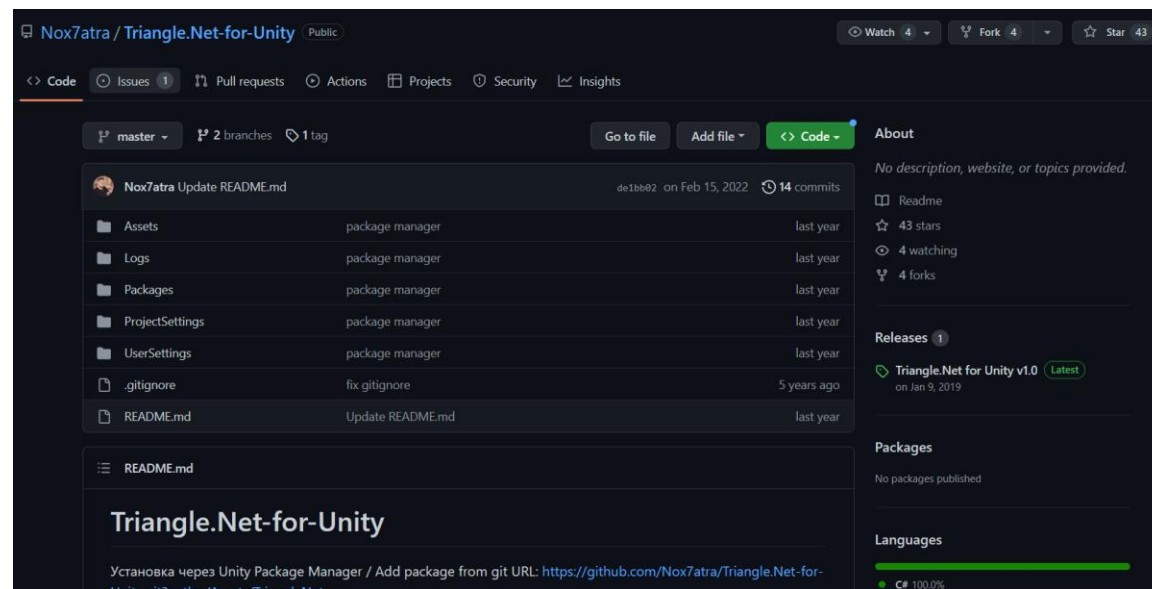 Nox7atra / Triangle.Net-for-Unity Public
Watch 4 Fork 4 Star 43
<> Code Issues 1 Pull requests Actions Projects Security Insights
master 2 branches 1 tag Go to file Add file <> Code
Nox7atra Update README.md de1bb02 on Feb 15, 2022 14 commits
Assets package manager last year
Logs package manager last year
Packages package manager last year
ProjectSettings package manager last year
UserSettings package manager last year
.gitignore fix gitignore 5 years ago
README.md Update README.md last year
README.md
Triangle.Net-for-Unity
Установка через Unity Package Manager / Add package from git URL: https://github.com/Nox7atra/Triangle.Net-for-
About
No description, website, or topics provided.
Readme
43 stars
4 watching
4 forks
Releases 1
Triangle.Net for Unity v1.0 Latest
on Jan 9, 2019
Packages
No packages published
Languages
C# 100.0%